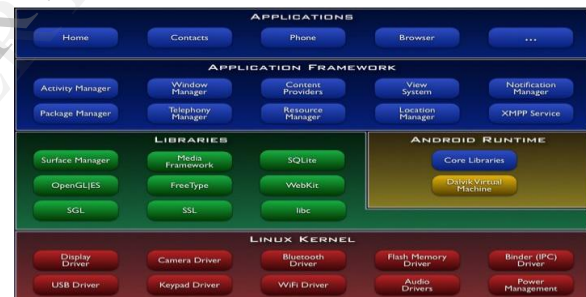 APPLICATIONS
Home Contacts Phone Browser ...
APPLICATION FRAMEWORK
Activity Manager Window Manager Content Providers View System Notification Manager
Package Manager Telephony Manager Resource Manager Location Manager XMPP Service
LIBRARIES
Surface Manager Media Framework SQLite
OpenGL|ES FreeType WebKit
SGL SSL libc
ANDROID RUNTIME
Core Libraries
Dalvik Virtual Machine
LINUX KERNEL
Display Driver Camera Driver Bluetooth Driver Flash Memory Driver Binder (IPC) Driver
USB Driver Keypad Driver WiFi Driver Audio Drivers Power Management